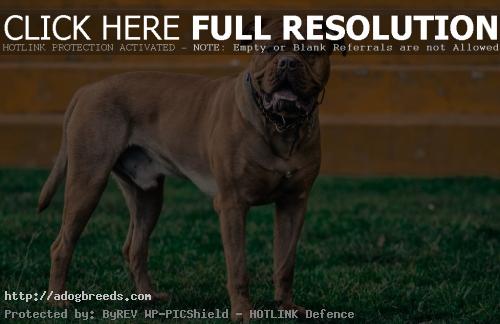 CLICK HERE FULL RESOLUTION
HOTLINK PROTECTION ACTIVATED - NOTE: Empty or Blank Referrals are not Allowed
http://adogbreeds.com
Protected by: ByREV WP-PICShield - HOTLINK Defence